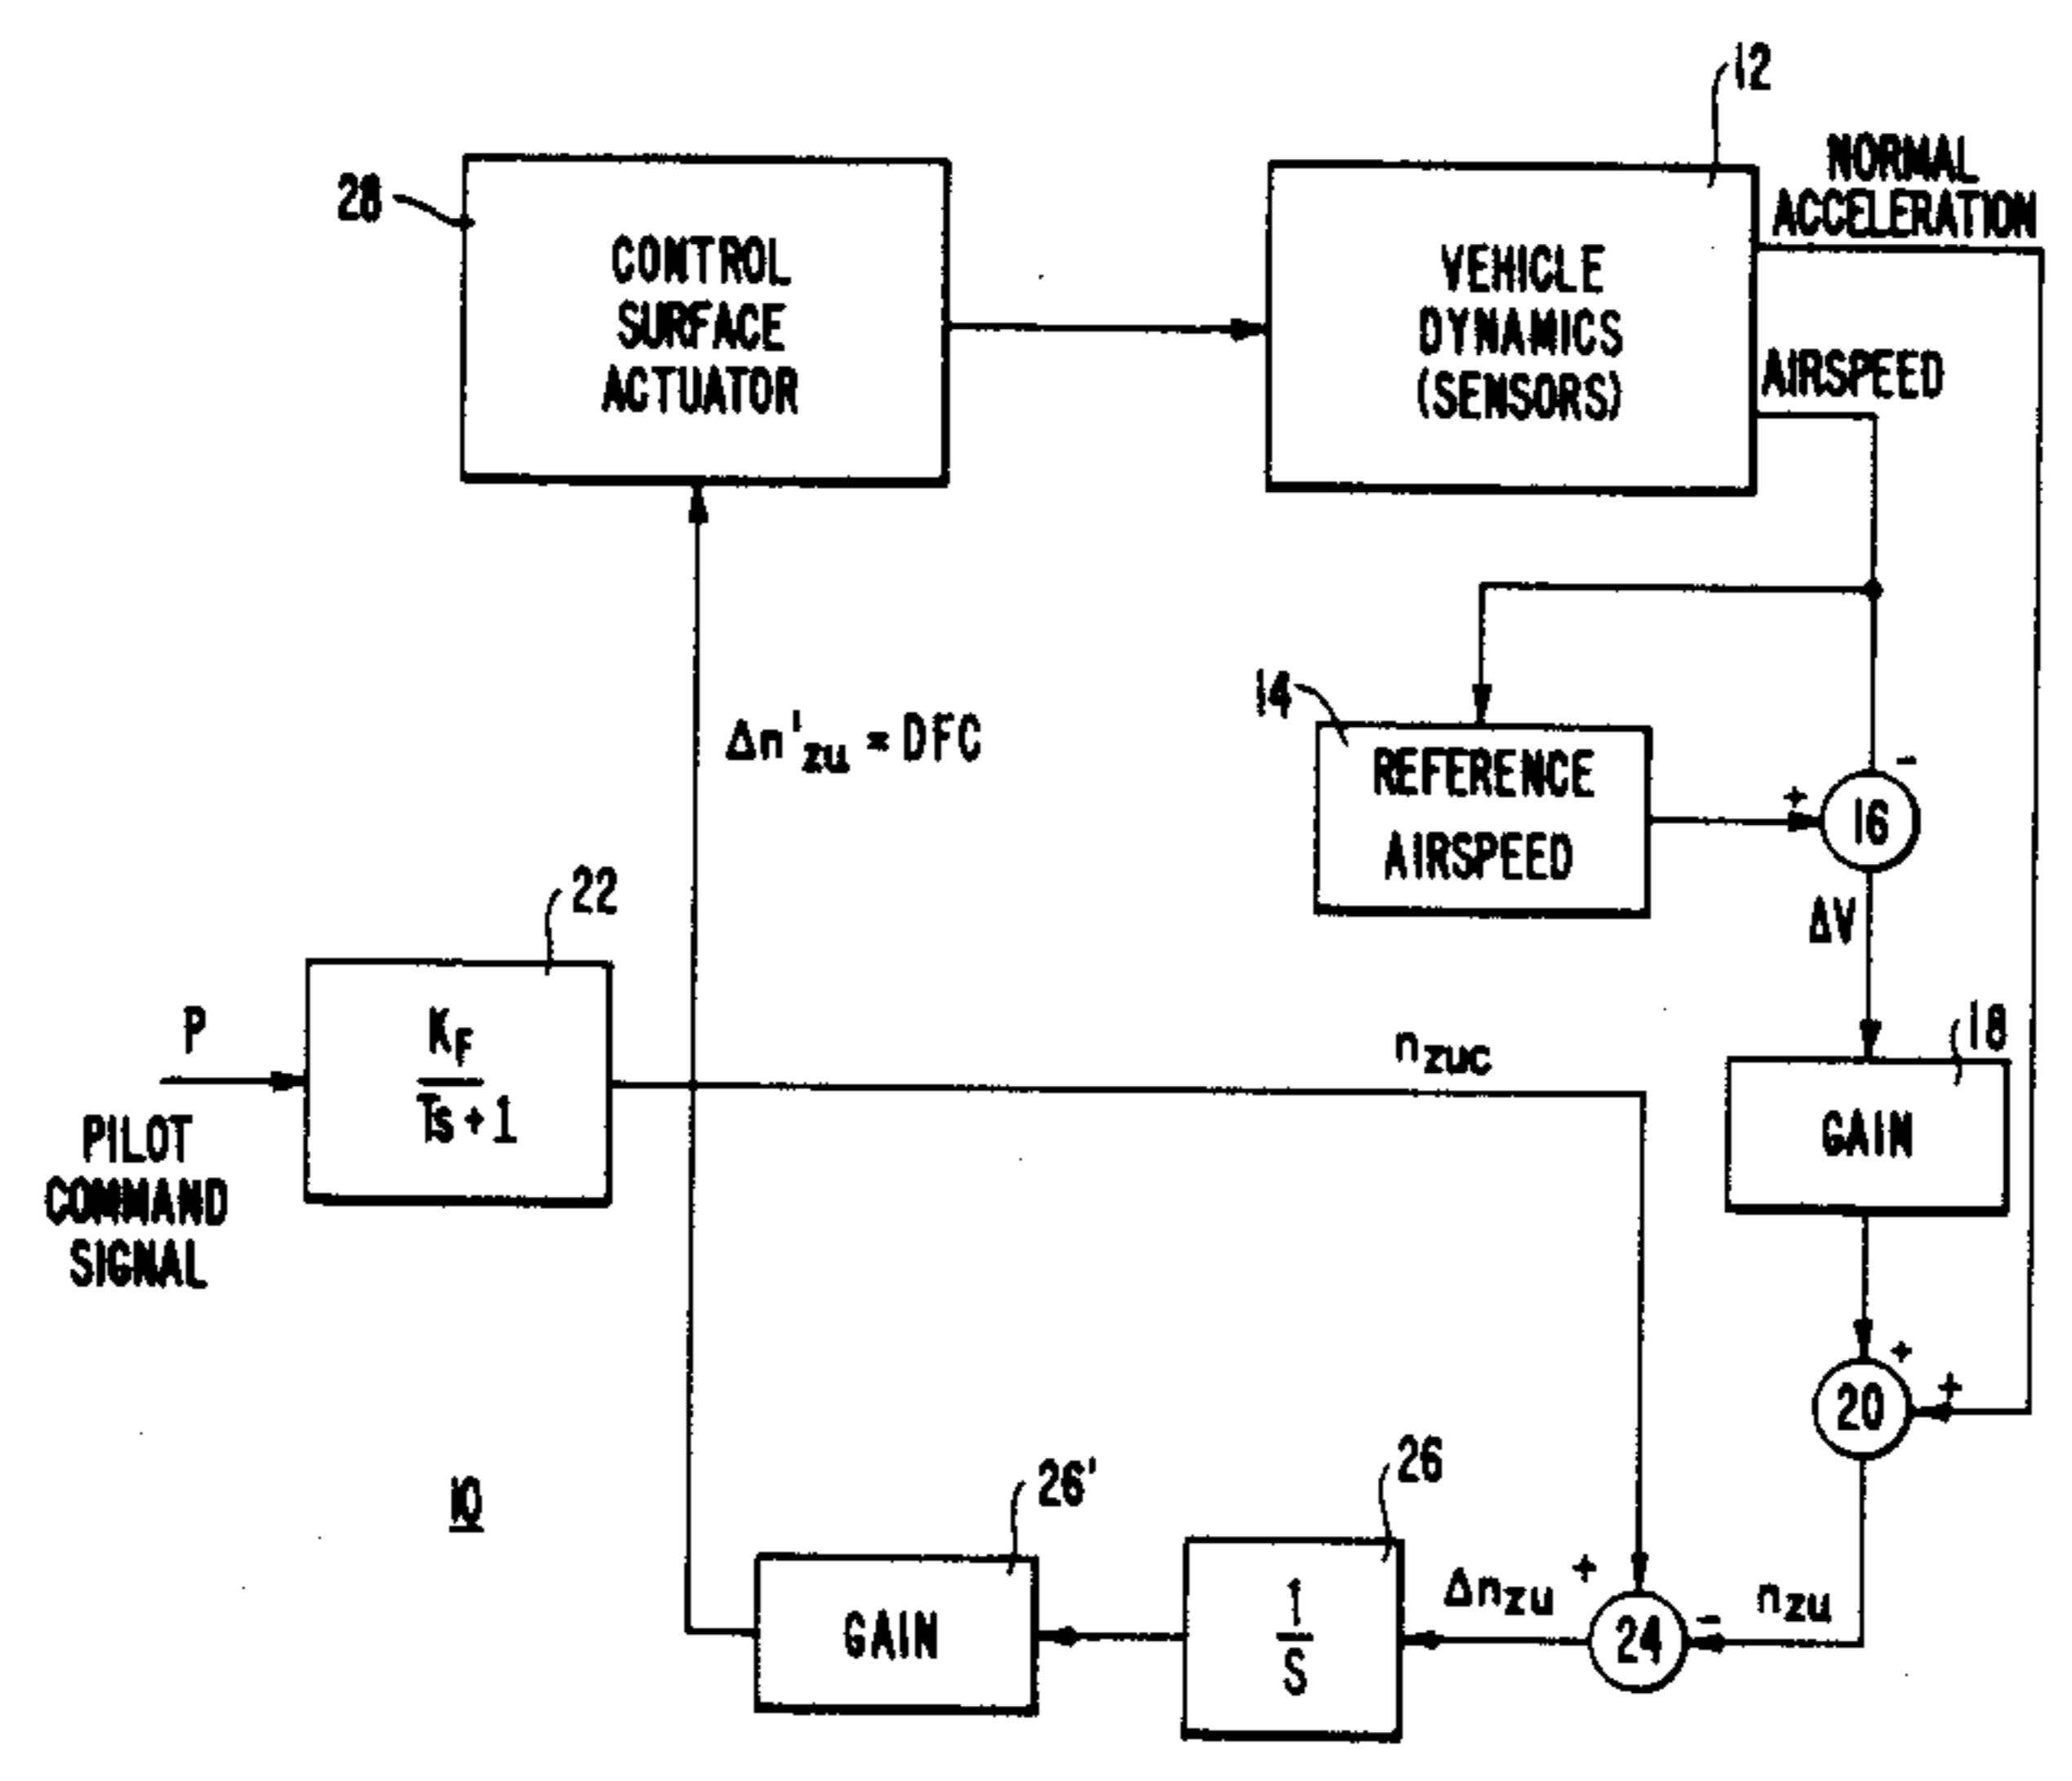 12
NORMAL
ACCELERATION
28
CONTROL
SURFACE
ACTUATOR
VEHICLE
DYNAMICS
(SENSORS)
AIRSPEED
14
Δn'zu = DFC
REFERENCE
AIRSPEED
+
-
16
ΔV
22
P
KF
Ts + 1
PILOT
COMMAND
SIGNAL
nzuc
18
GAIN
+
+
20
10
26'
26
GAIN
1
S
Δnzu
+
24
-
nzu